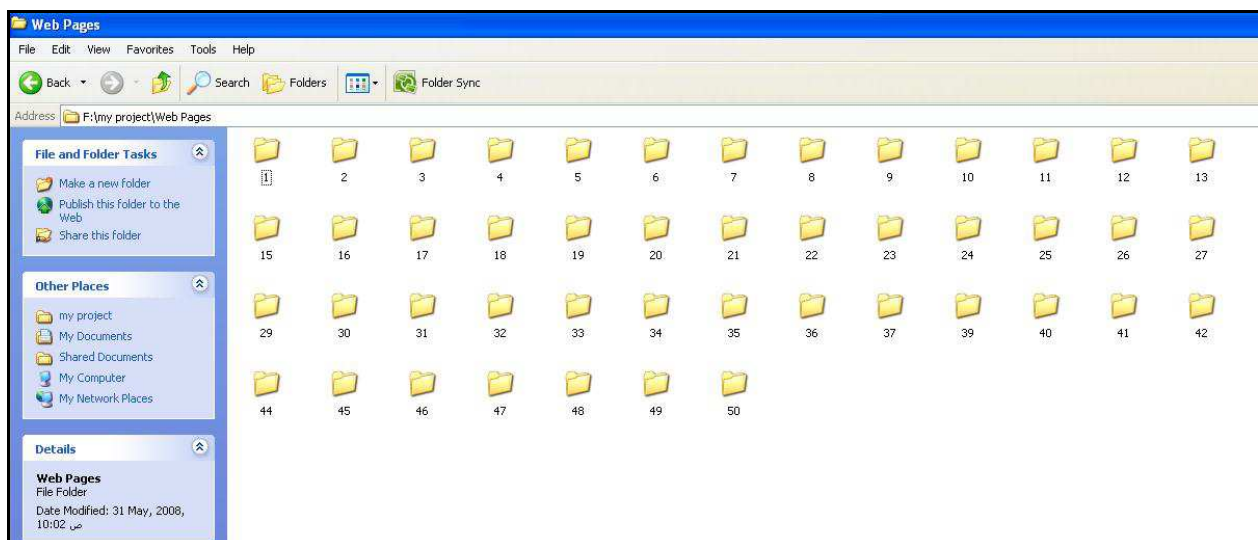 Web Pages
File Edit View Favorites Tools Help
Back Search Folders Folder Sync
Address F:\my project\Web Pages
File and Folder Tasks
Make a new folder
Publish this folder to the
Web
Share this folder
Other Places
my project
My Documents
Shared Documents
My Computer
My Network Places
Details
Web Pages
File Folder
Date Modified: 31 May, 2008,
10:02 ص
1 2 3 4 5 6 7 8 9 10 11 12 13
15 16 17 18 19 20 21 22 23 24 25 26 27
29 30 31 32 33 34 35 36 37 39 40 41 42
44 45 46 47 48 49 50